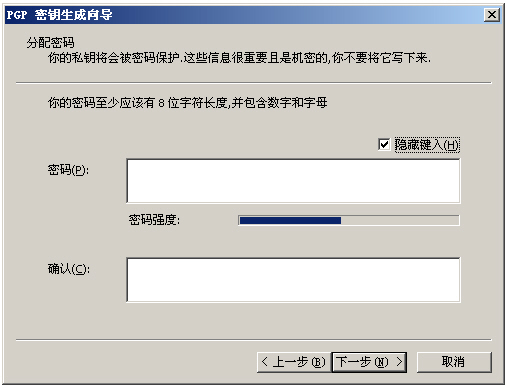 PGP 密钥生成向导
分配密码
你的私钥将会被密码保护.这些信息很重要且是机密的,你不要将它写下来.
你的密码至少应该有 8 位字符长度,并包含数字和字母
隐藏键入(H)
密码(P):
密码强度:
确认(C):
< 上一步(B) 下一步(N) > 取消